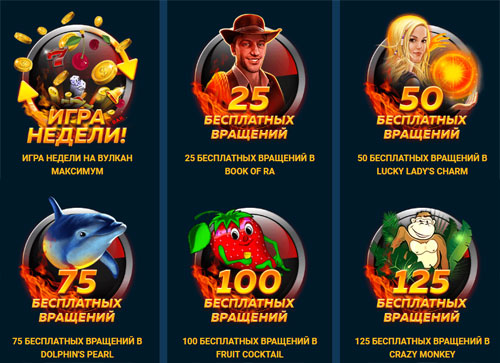 ИГРА
НЕДЕЛИ!
ИГРА НЕДЕЛИ НА ВУЛКАН
МАКСИМУМ
25
БЕСПЛАТНЫХ
ВРАЩЕНИЙ
25 БЕСПЛАТНЫХ ВРАЩЕНИЙ В
BOOK OF RA
50
БЕСПЛАТНЫХ
ВРАЩЕНИЙ
50 БЕСПЛАТНЫХ ВРАЩЕНИЙ В
LUCKY LADY'S CHARM
75
БЕСПЛАТНЫХ
ВРАЩЕНИЙ
75 БЕСПЛАТНЫХ ВРАЩЕНИЙ В
DOLPHIN'S PEARL
100
БЕСПЛАТНЫХ
ВРАЩЕНИЙ
100 БЕСПЛАТНЫХ ВРАЩЕНИЙ В
FRUIT COCKTAIL
125
БЕСПЛАТНЫХ
ВРАЩЕНИЙ
125 БЕСПЛАТНЫХ ВРАЩЕНИЙ В
CRAZY MONKEY